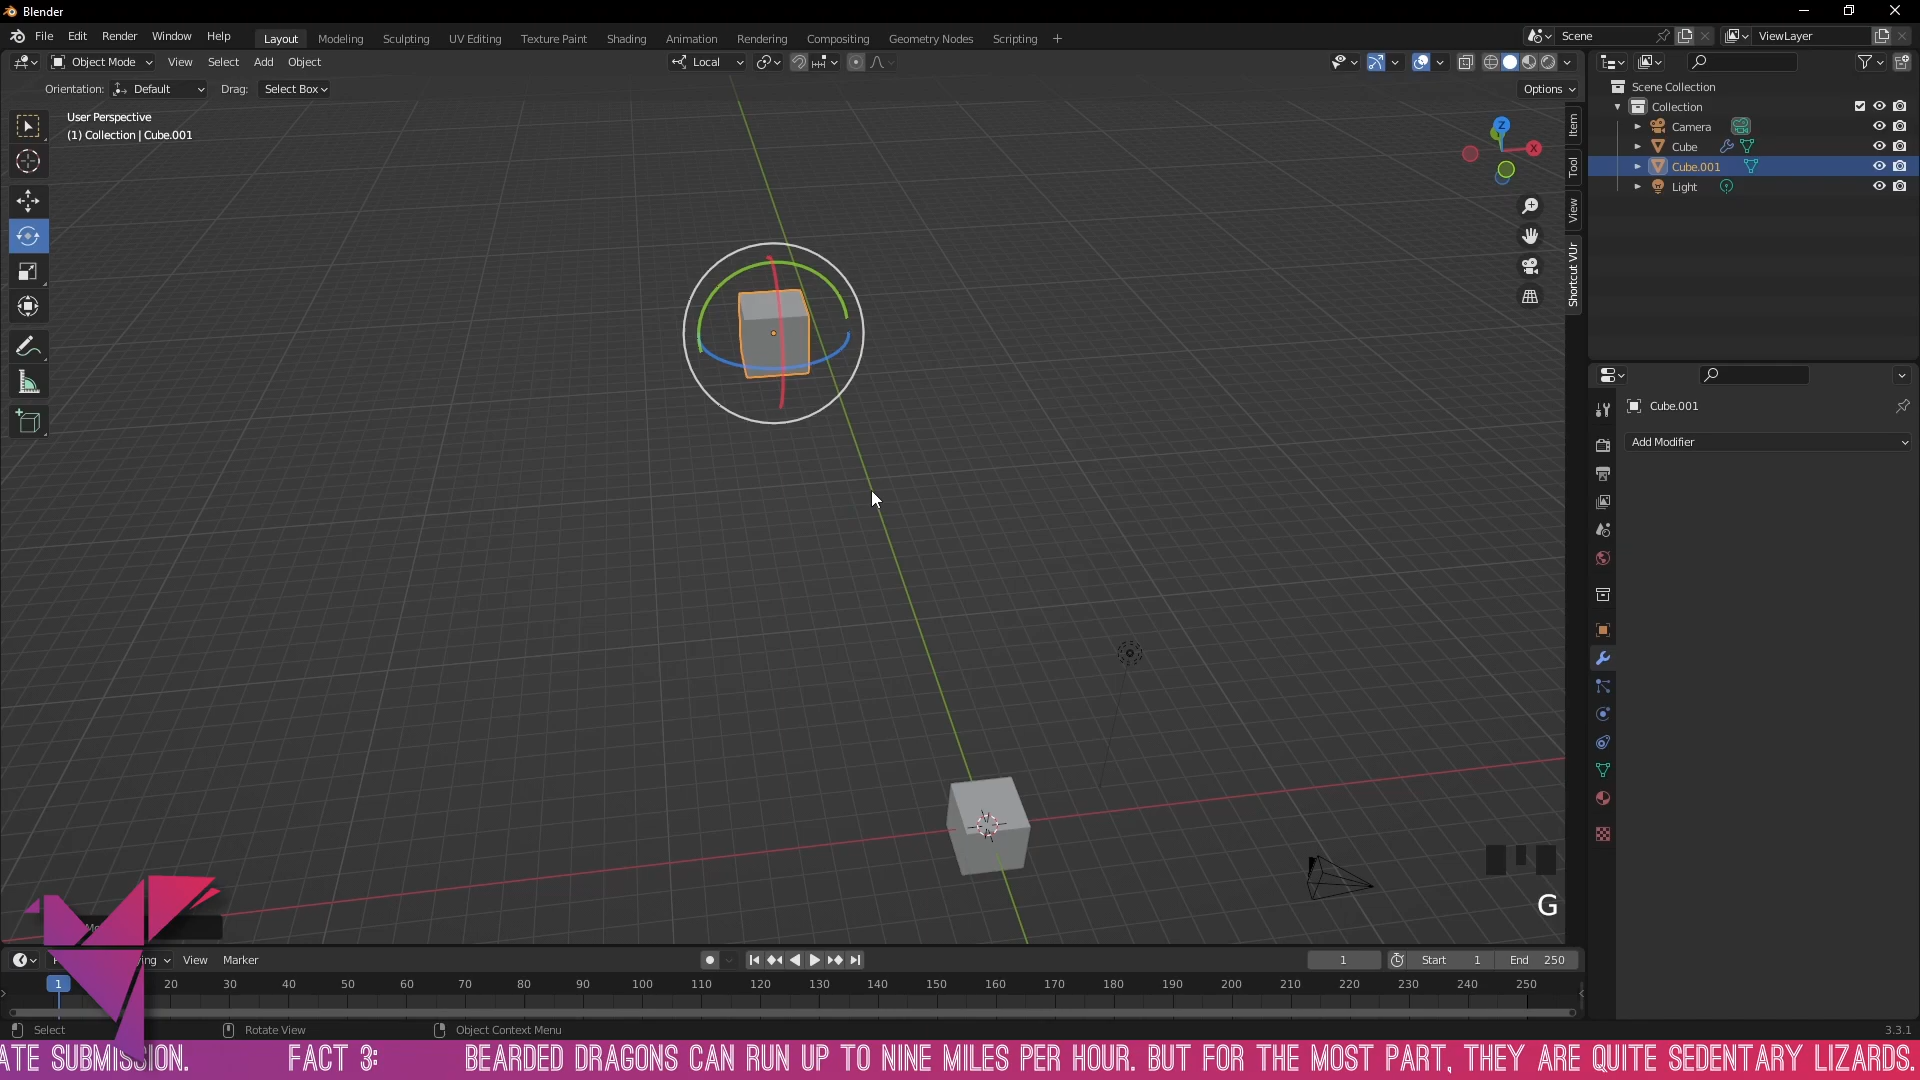 Blender
File Edit Render Window Help Layout Modeling Sculpting UV Editing Texture Paint Shading Animation Rendering Compositing Geometry Nodes Scripting + Scene ViewLayer
Object Mode View Select Add Object Local
Orientation: Default Drag: Select Box Options
User Perspective
(1) Collection | Cube.001
Z
X
Item
Tool
View
Shortcut VUr
Scene Collection
Collection
Camera
Cube
Cube.001
Light
Cube.001
Add Modifier
G
View Marker 1 Start 1 End 250
1 20 30 40 50 60 70 80 90 100 110 120 130 140 150 160 170 180 190 200 210 220 230 240 250
Select Rotate View Object Context Menu 3.3.1
ATE SUBMISSION. FACT 3: BEARDED DRAGONS CAN RUN UP TO NINE MILES PER HOUR. BUT FOR THE MOST PART, THEY ARE QUITE SEDENTARY LIZARDS.